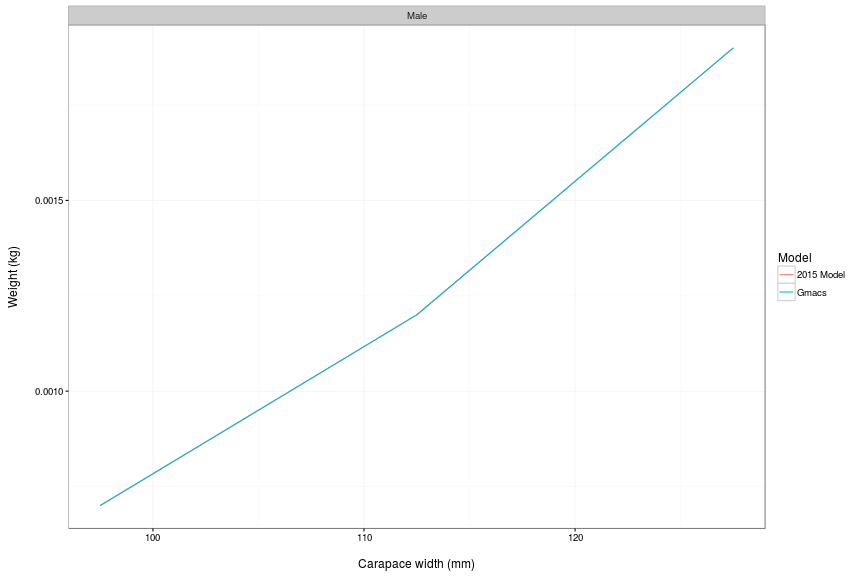 Male
Weight (kg)
0.0015
0.0010
100
110
120
Carapace width (mm)
Model
2015 Model
Gmacs